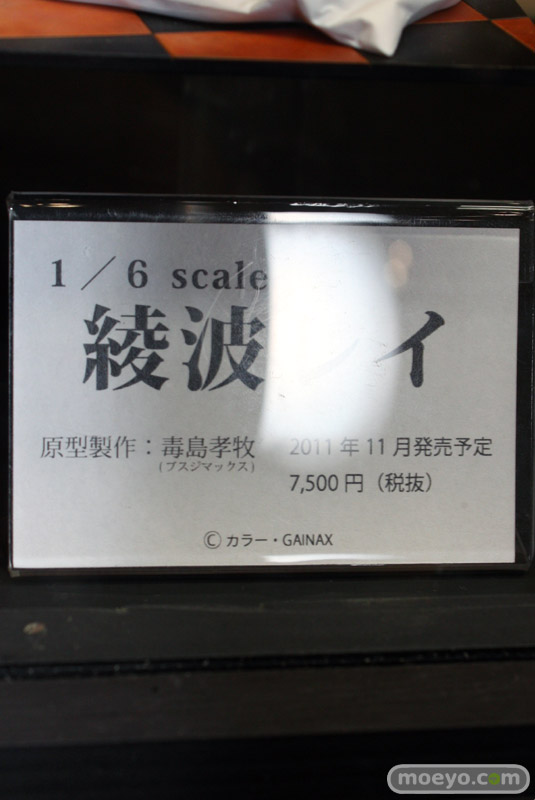 1／6 scale
綾波レイ
原型製作：毒島孝牧
(ブスジマックス)
2011年11月発売予定
7,500円（税抜）
Ⓒカラー・GAINAX
moeyo.com